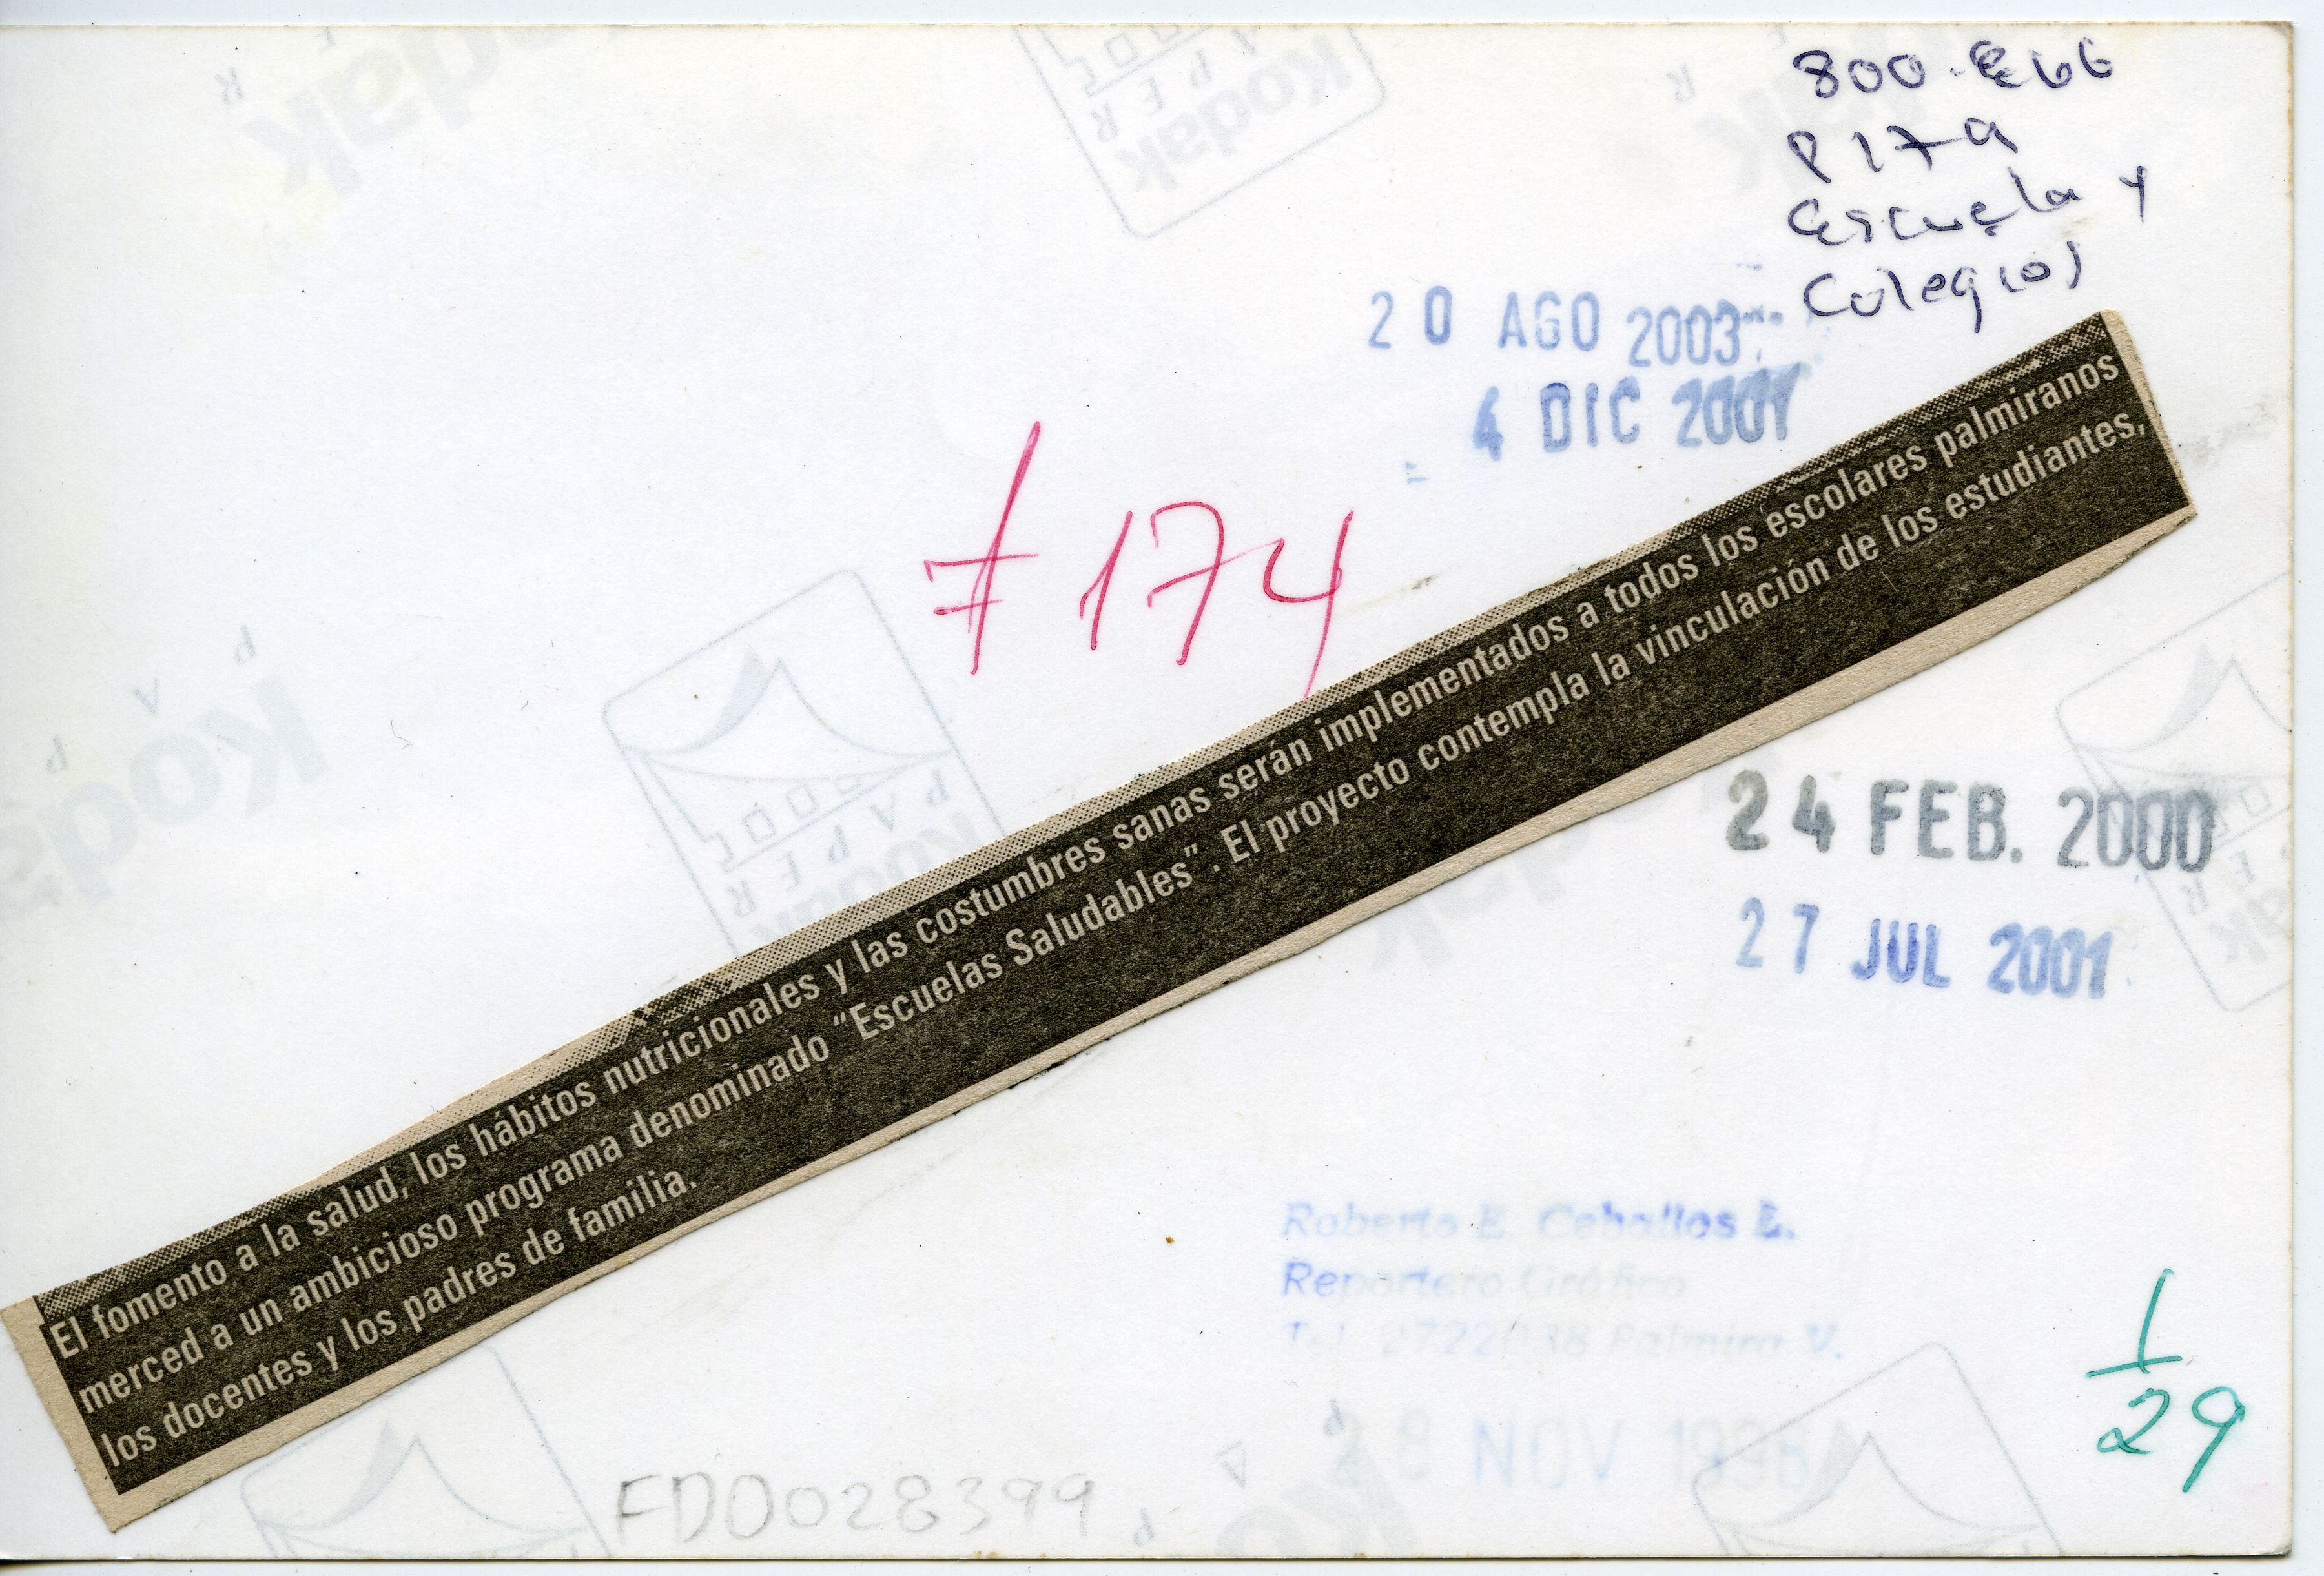 800-E66
P17a
Escuela y
Colegios
20 AGO 2003
4 DIC 2001
# 174
El fomento a la salud, los hábitos nutricionales y las costumbres sanas serán implementados a todos los escolares palmiranos
merced a un ambicioso programa denominado "Escuelas Saludables". El proyecto contempla la vinculación de los estudiantes,
los docentes y los padres de familia.
24 FEB. 2000
27 JUL 2001
Roberto E Ceballos E.
Reportero Gráfico
Palmira V.
NOV
1
29
FD0028399
Kodak
PAPER